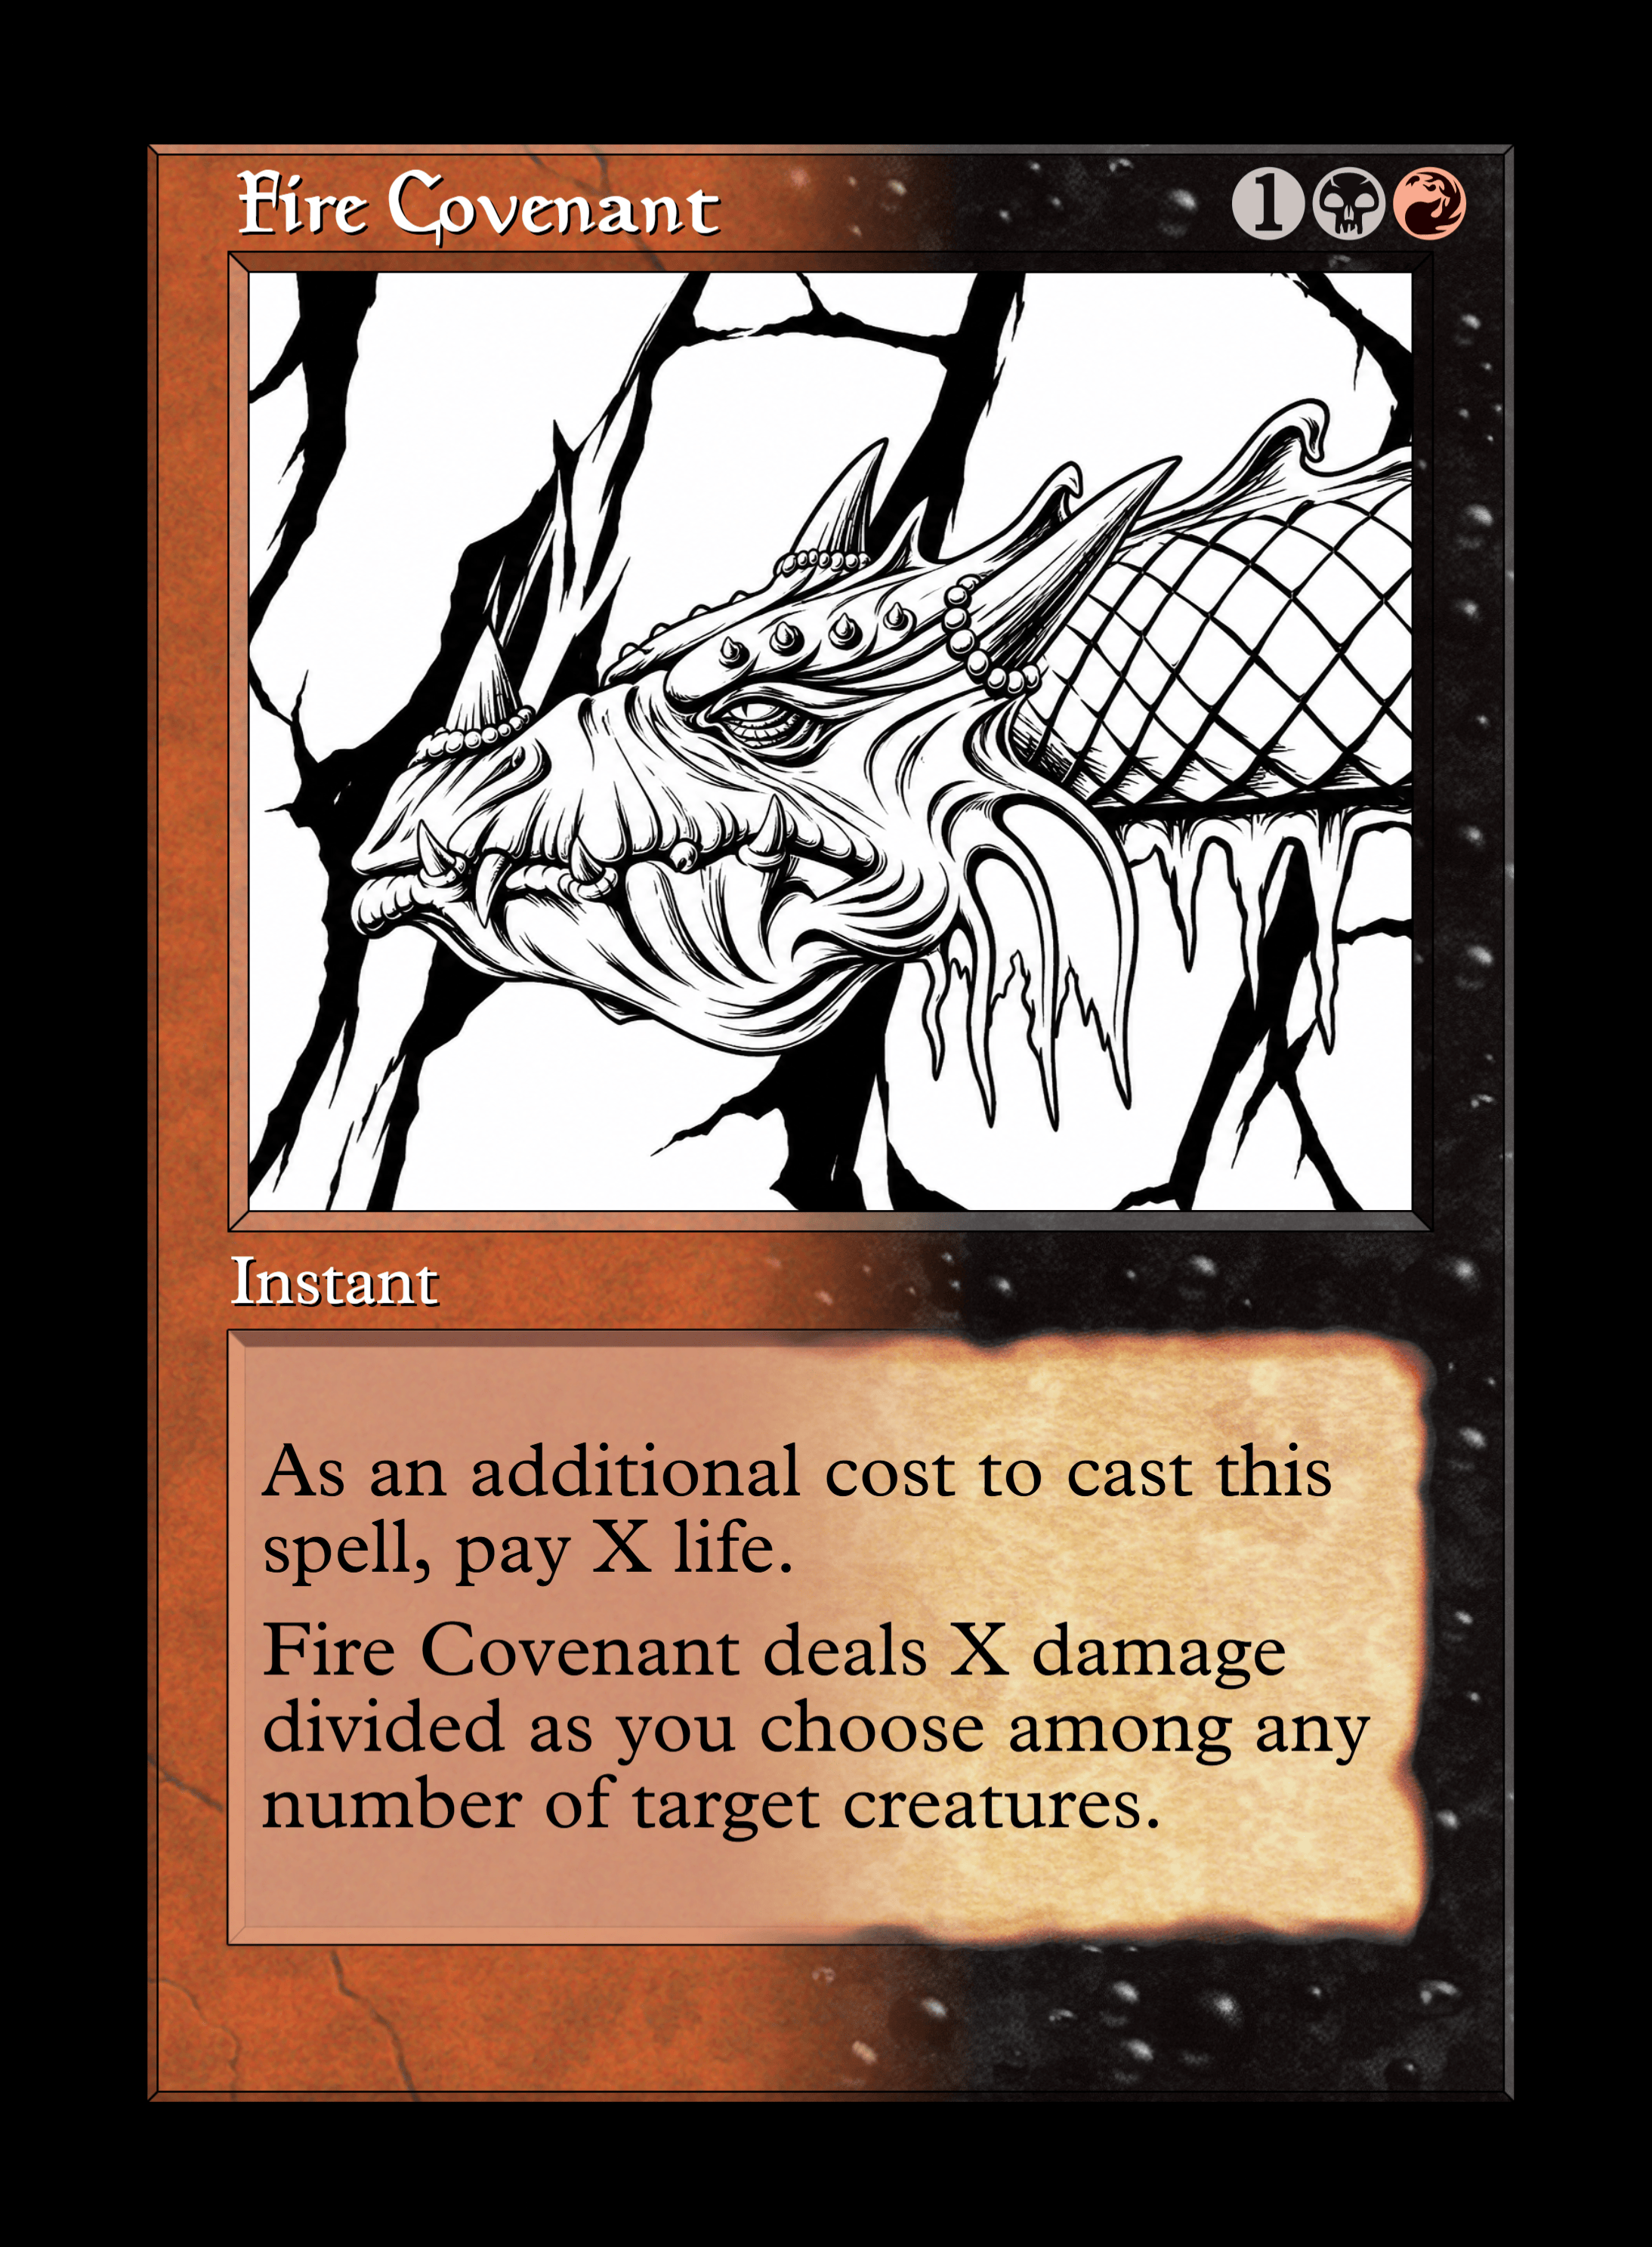 Fire Covenant 1
Instant
As an additional cost to cast this
spell, pay X life.
Fire Covenant deals X damage
divided as you choose among any
number of target creatures.